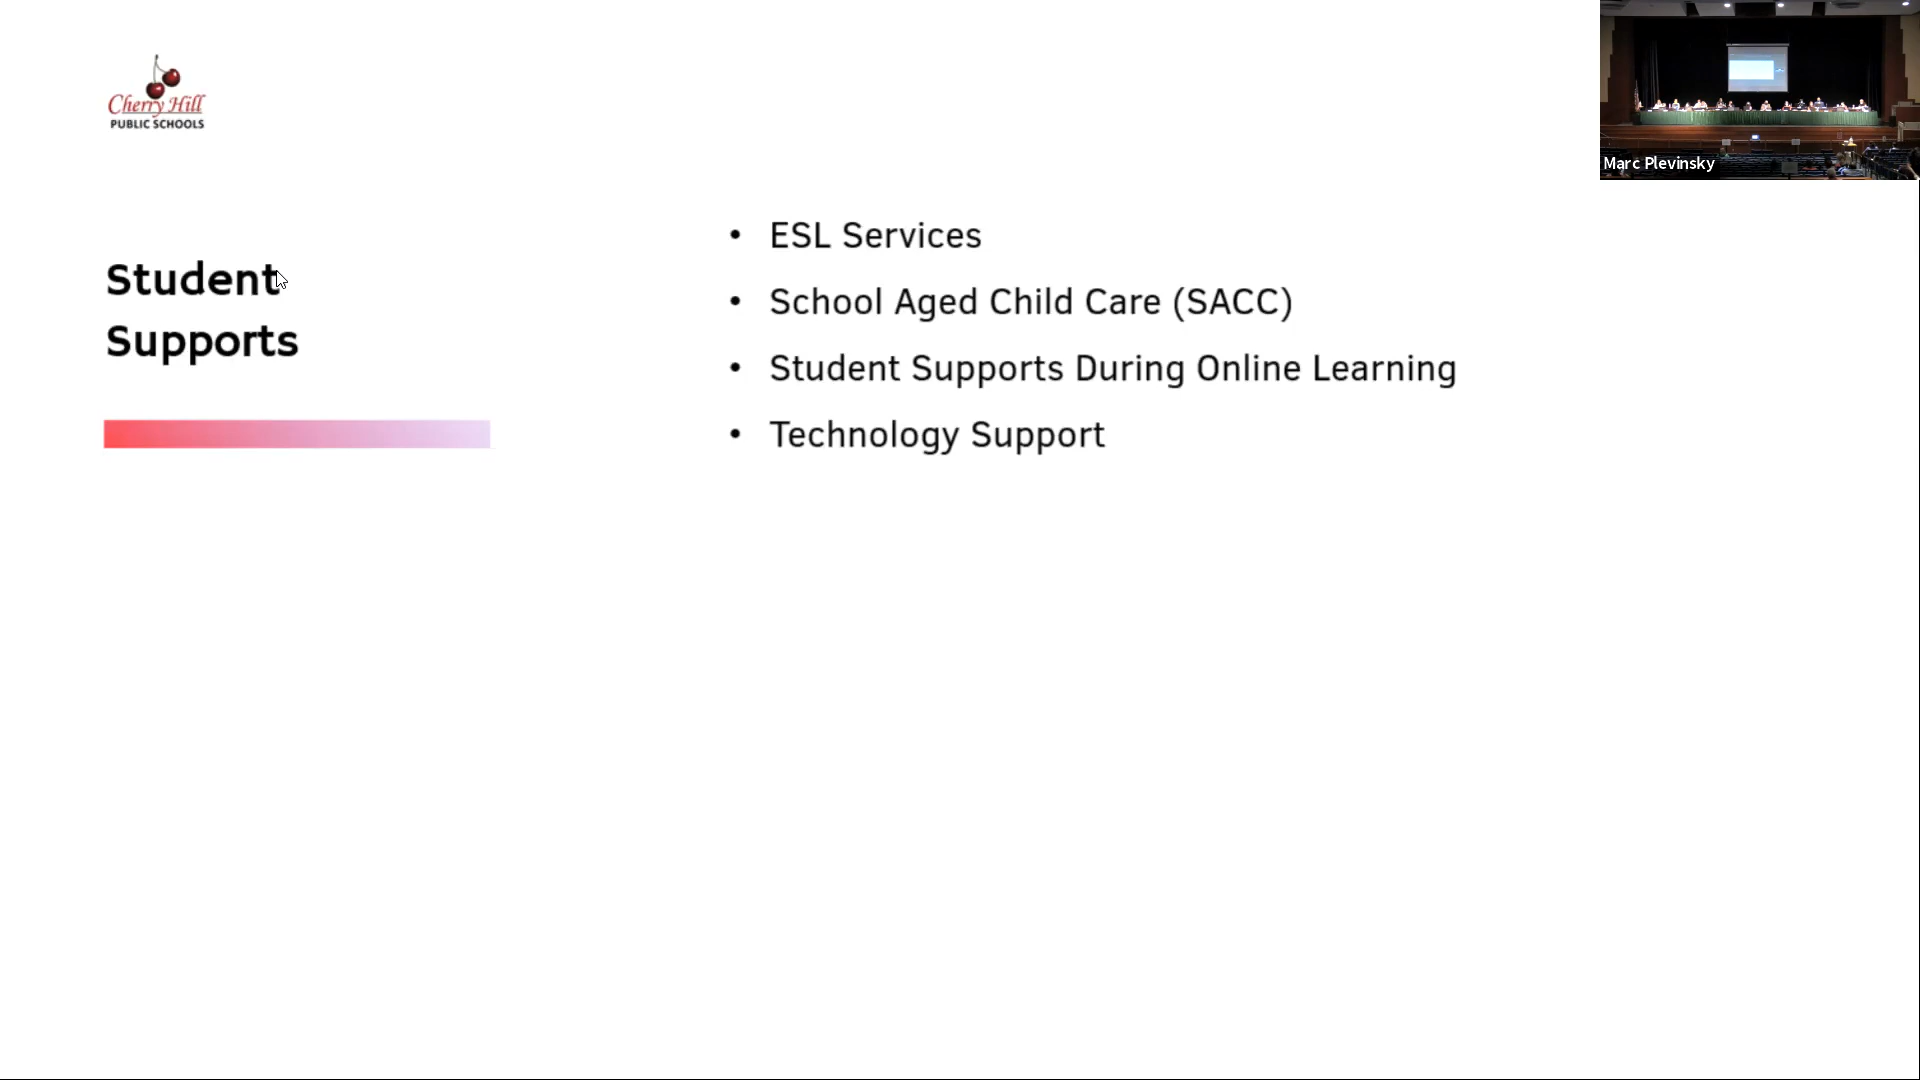 Cherry Hill
PUBLIC SCHOOLS
Marc Plevinsky
Student
Supports
• ESL Services
• School Aged Child Care (SACC)
• Student Supports During Online Learning
• Technology Support